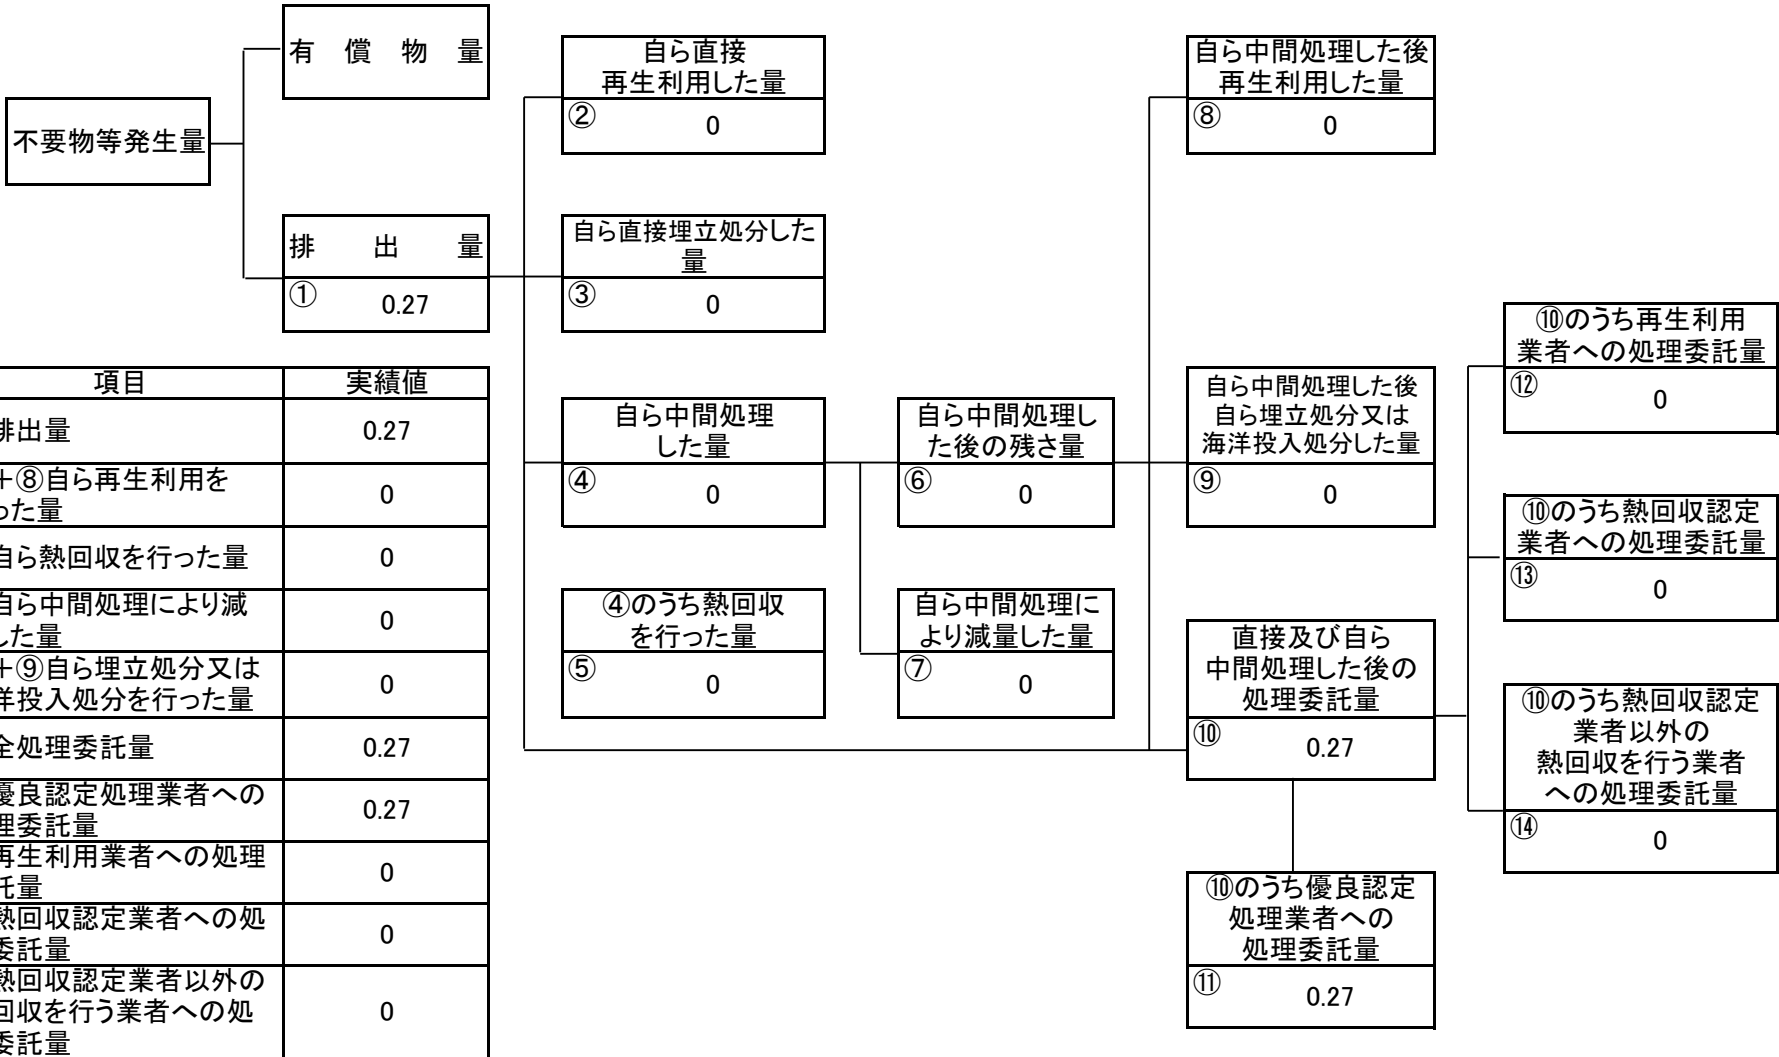 有償物量
自ら直接
再生利用した量
②
0
自ら中間処理した後
再生利用した量
⑧
0
不要物等発生量
排出量
①
0.27
自ら直接埋立処分した
量
③
0
⑩のうち再生利用
業者への処理委託量
⑫
0
自ら中間処理
した量
④
0
自ら中間処理し
た後の残さ量
⑥
0
自ら中間処理した後
自ら埋立処分又は
海洋投入処分した量
⑨
0
⑩のうち熱回収認定
業者への処理委託量
⑬
0
④のうち熱回収
を行った量
⑤
0
自ら中間処理に
より減量した量
⑦
0
直接及び自ら
中間処理した後の
処理委託量
⑩
0.27
⑩のうち熱回収認定
業者以外の
熱回収を行う業者
への処理委託量
⑭
0
⑩のうち優良認定
処理業者への
処理委託量
⑪
0.27
項目
実績値
排出量
0.27
+⑧自ら再生利用を
った量
0
自ら熱回収を行った量
0
自ら中間処理により減
した量
0
+⑨自ら埋立処分又は
洋投入処分を行った量
0
全処理委託量
0.27
優良認定処理業者への
理委託量
0.27
再生利用業者への処理
託量
0
熱回収認定業者への処
委託量
0
熱回収認定業者以外の
回収を行う業者への処
委託量
0